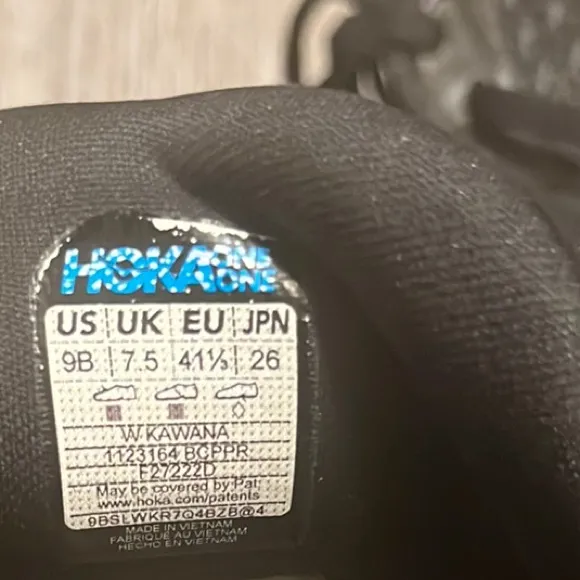 HOKA ONE ONE
US UK EU JPN
9B 7.5 41⅓ 26
W KAWANA
1123164 BCPPR
F27222D
May be covered by Pat.
www.hoka.com/patents
9BSLWKR7Q4BZB@4
MADE IN VIETNAM
FABRIQUÉ AU VIETNAM
HECHO EN VIETNAM